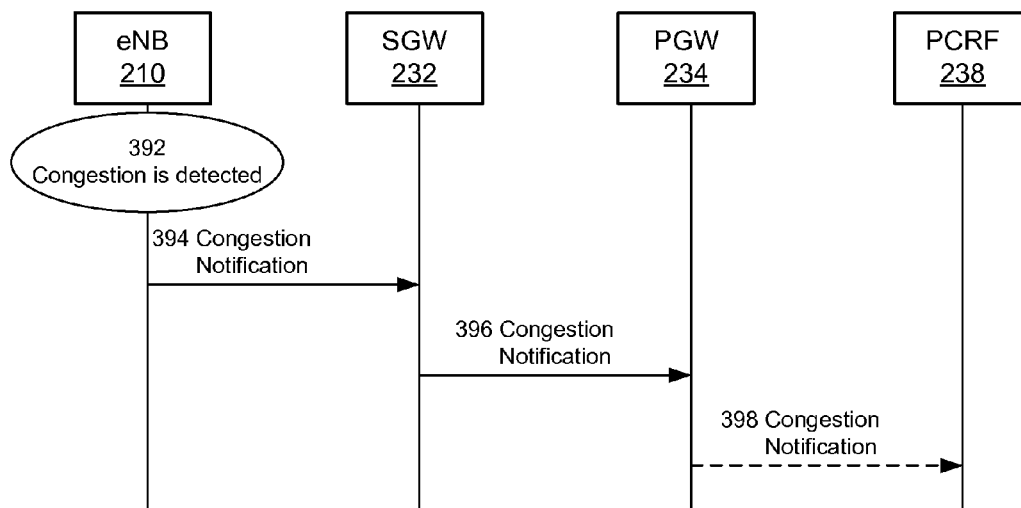 eNB
210
SGW
232
PGW
234
PCRF
238
392
Congestion is detected
394 Congestion
Notification
396 Congestion
Notification
398 Congestion
Notification